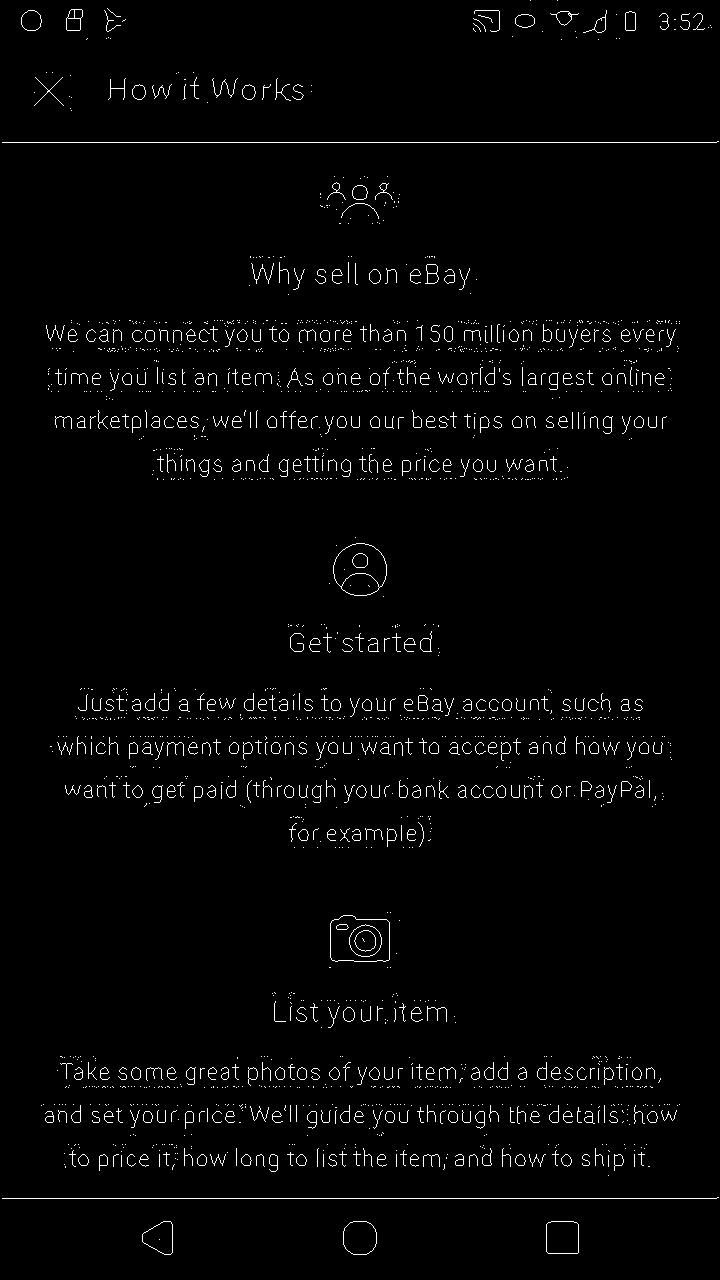 3:52
How it Works
Why sell on eBay
We can connect you to more than 150 million buyers every
time you list an item. As one of the world's largest online
marketplaces, we'll offer you our best tips on selling your
things and getting the price you want.
Get started
Just add a few details to your eBay account, such as
which payment options you want to accept and how you
want to get paid (through your bank account or PayPal,
for example).
List your item
Take some great photos of your item, add a description,
and set your price. We'll guide you through the details: how
to price it, how long to list the item, and how to ship it.